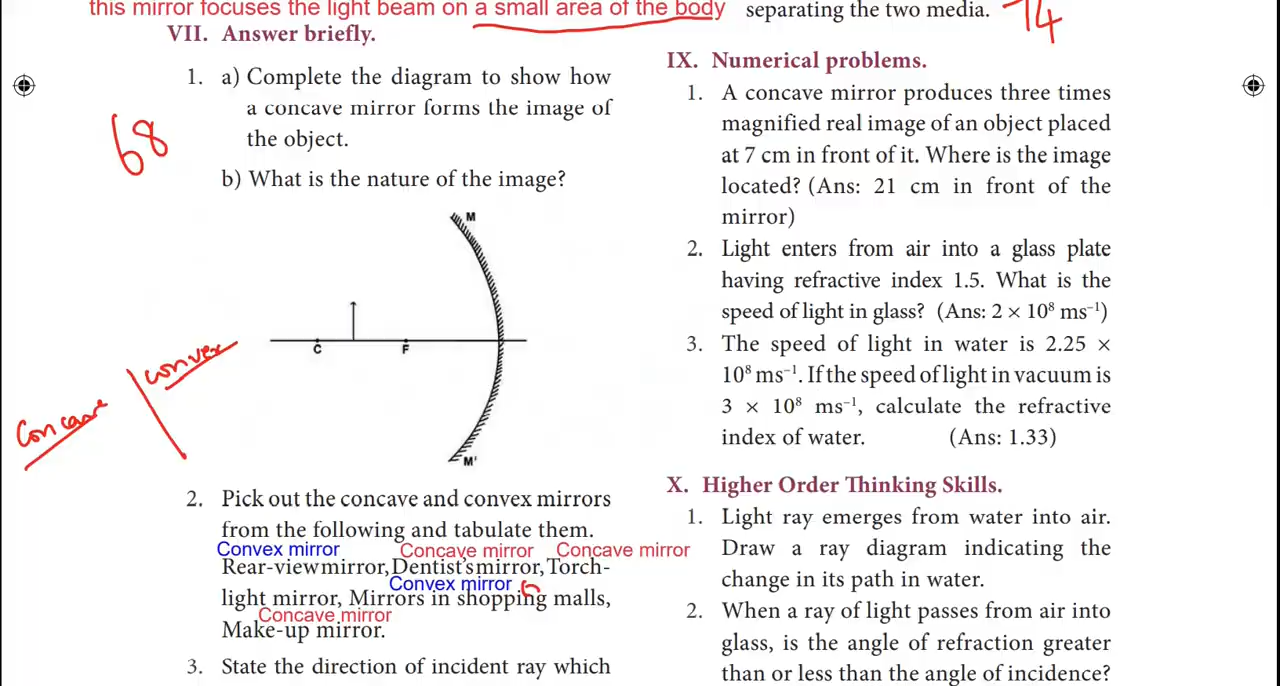 this mirror focuses the light beam on a small area of the body
VII. Answer briefly.
1. a) Complete the diagram to show how
a concave mirror forms the image of
the object.
68
b) What is the nature of the image?
M
C
F
M'
Concave
Convex
2. Pick out the concave and convex mirrors
from the following and tabulate them.
Convex mirror Concave mirror Concave mirror
Rear-view mirror, Dentist's mirror, Torch-
Convex mirror
light mirror, Mirrors in shopping malls,
Concave mirror
Make-up mirror.
3. State the direction of incident ray which
separating the two media.
74
IX. Numerical problems.
1. A concave mirror produces three times
magnified real image of an object placed
at 7 cm in front of it. Where is the image
located? (Ans: 21 cm in front of the
mirror)
2. Light enters from air into a glass plate
having refractive index 1.5. What is the
speed of light in glass? (Ans: 2 × 10⁸ ms⁻¹)
3. The speed of light in water is 2.25 ×
10⁸ ms⁻¹. If the speed of light in vacuum is
3 × 10⁸ ms⁻¹, calculate the refractive
index of water. (Ans: 1.33)
X. Higher Order Thinking Skills.
1. Light ray emerges from water into air.
Draw a ray diagram indicating the
change in its path in water.
2. When a ray of light passes from air into
glass, is the angle of refraction greater
than or less than the angle of incidence?